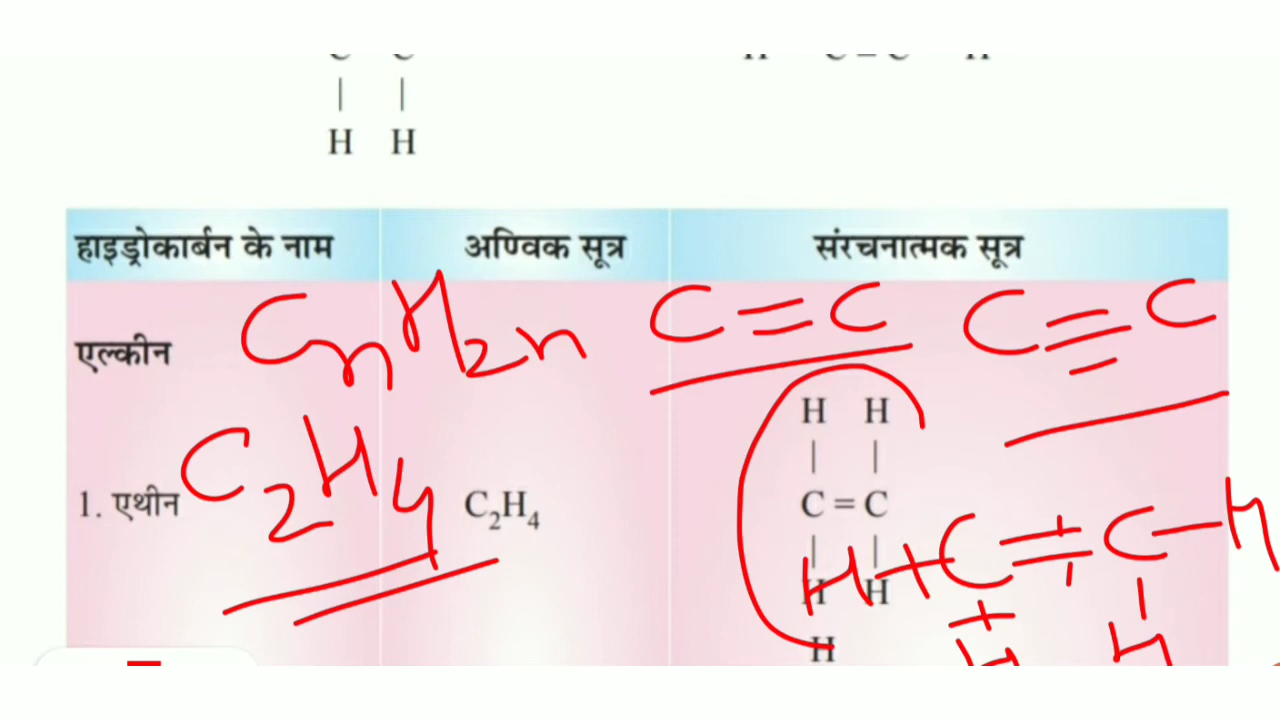 | |
H H
हाइड्रोकार्बन के नाम अण्विक सूत्र संरचनात्मक सूत्र
एल्कीन CnH2n C=C C≡C
H H
| |
1. एथीन C2H4 C₂H₄ C = C
| |
H H
H + C = C — H
H
H H